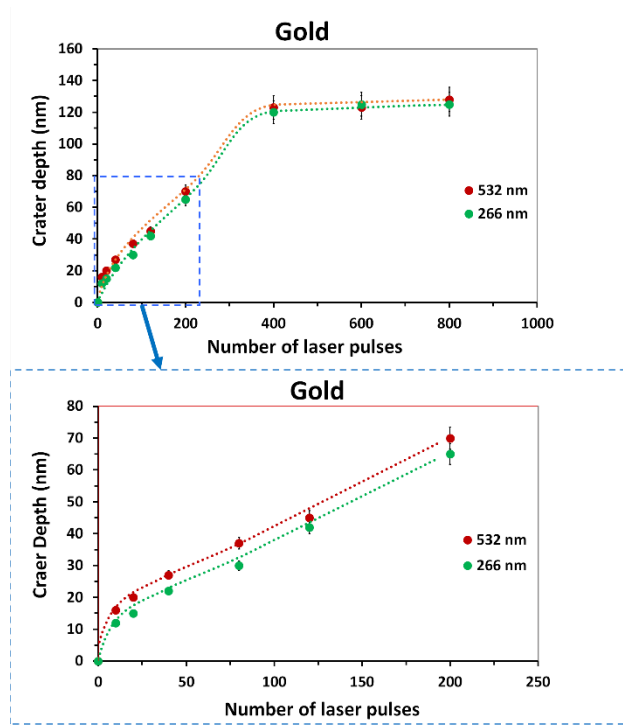 Gold
160
140
120
100
80
60
40
20
0
Crater depth (nm)
532 nm
266 nm
0 200 400 600 800 1000
Number of laser pulses
Gold
80
70
60
50
40
30
20
10
0
Craer Depth (nm)
532 nm
266 nm
0 50 100 150 200 250
Number of laser pulses